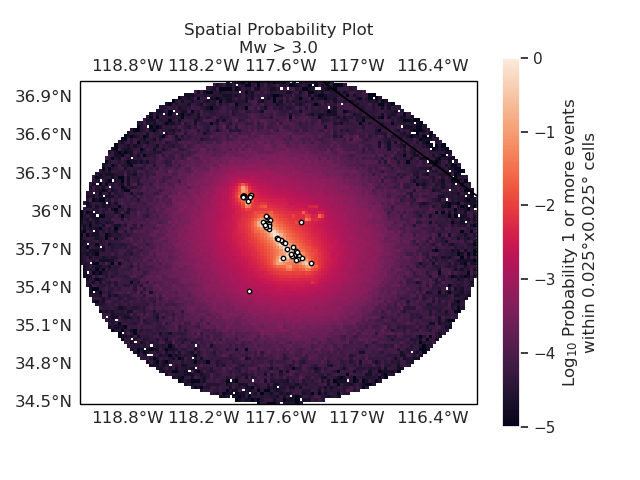 Spatial Probability Plot
Mw > 3.0
118.8°W 118.2°W 117.6°W 117°W 116.4°W
36.9°N
36.6°N
36.3°N
36°N
35.7°N
35.4°N
35.1°N
34.8°N
34.5°N
118.8°W 118.2°W 117.6°W 117°W 116.4°W
0
−1
−2
−3
−4
−5
Log₁₀ Probability 1 or more events
within 0.025°x0.025° cells